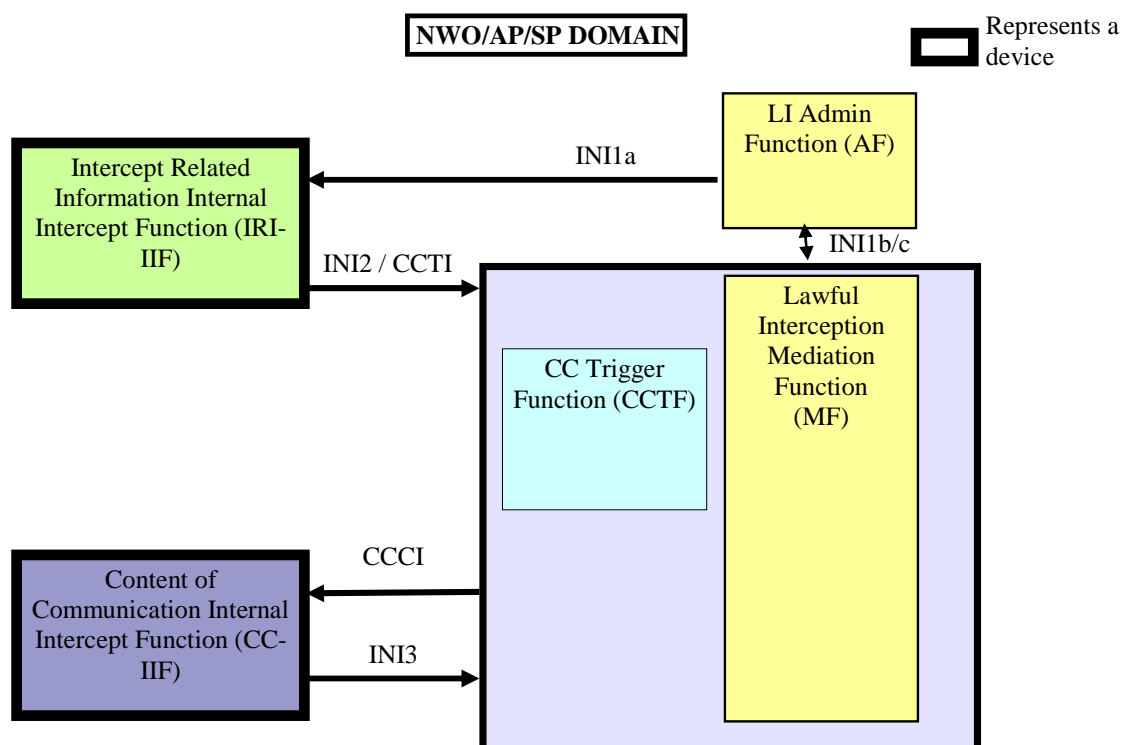 NWO/AP/SP DOMAIN
Represents a
device
LI Admin
Function (AF)
INI1a
Intercept Related
Information Internal
Intercept Function (IRI-
IIF)
INI1b/c
INI2 / CCTI
Lawful
Interception
Mediation
Function
(MF)
CC Trigger
Function (CCTF)
CCCI
Content of
Communication Internal
Intercept Function (CC-
IIF)
INI3